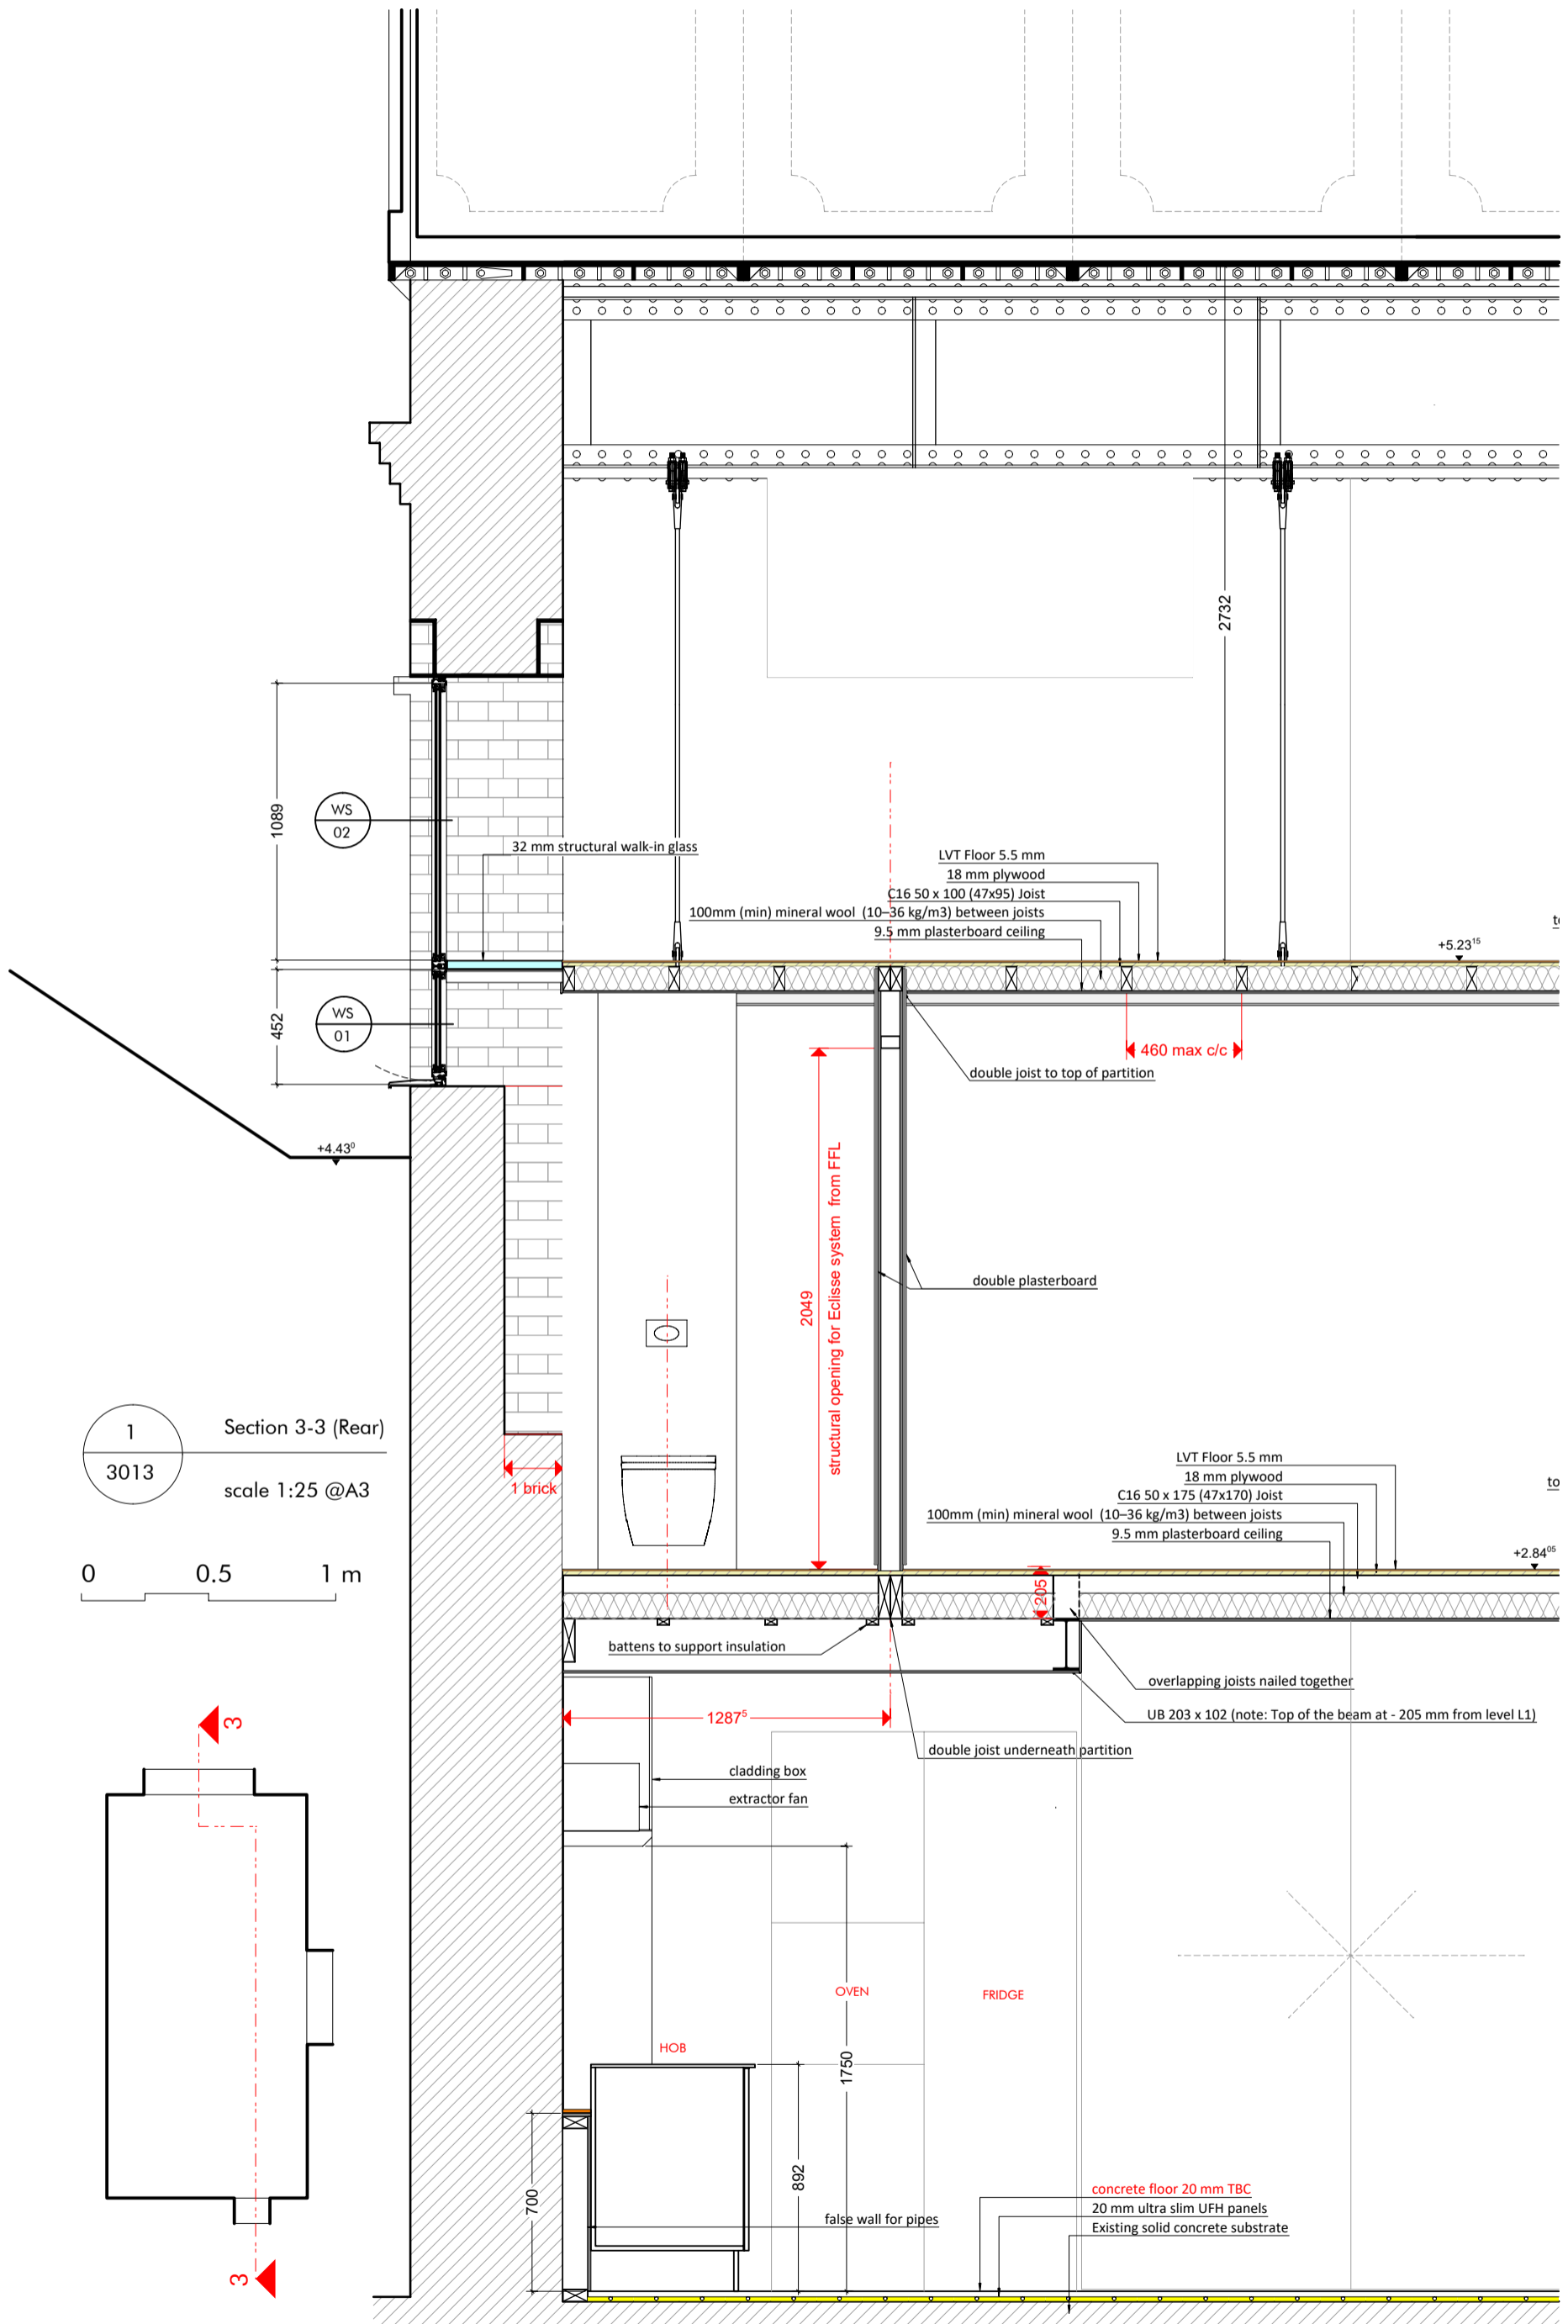 2732
1089
WS
02
32 mm structural walk-in glass
LVT Floor 5.5 mm
18 mm plywood
C16 50 x 100 (47x95) Joist
100mm (min) mineral wool (10–36 kg/m3) between joists
9.5 mm plasterboard ceiling
+5.23¹⁵
452
WS
01
460 max c/c
double joist to top of partition
+4.43⁰
2049
structural opening for Eclisse system from FFL
double plasterboard
1
3013
Section 3-3 (Rear)
scale 1:25 @A3
1 brick
LVT Floor 5.5 mm
18 mm plywood
C16 50 x 175 (47x170) Joist
100mm (min) mineral wool (10–36 kg/m3) between joists
9.5 mm plasterboard ceiling
to
+2.84⁰⁵
0 0.5 1 m
205
battens to support insulation
overlapping joists nailed together
UB 203 x 102 (note: Top of the beam at - 205 mm from level L1)
1287⁵
double joist underneath partition
3
cladding box
extractor fan
OVEN
FRIDGE
HOB
1750
892
700
concrete floor 20 mm TBC
20 mm ultra slim UFH panels
false wall for pipes
Existing solid concrete substrate
3